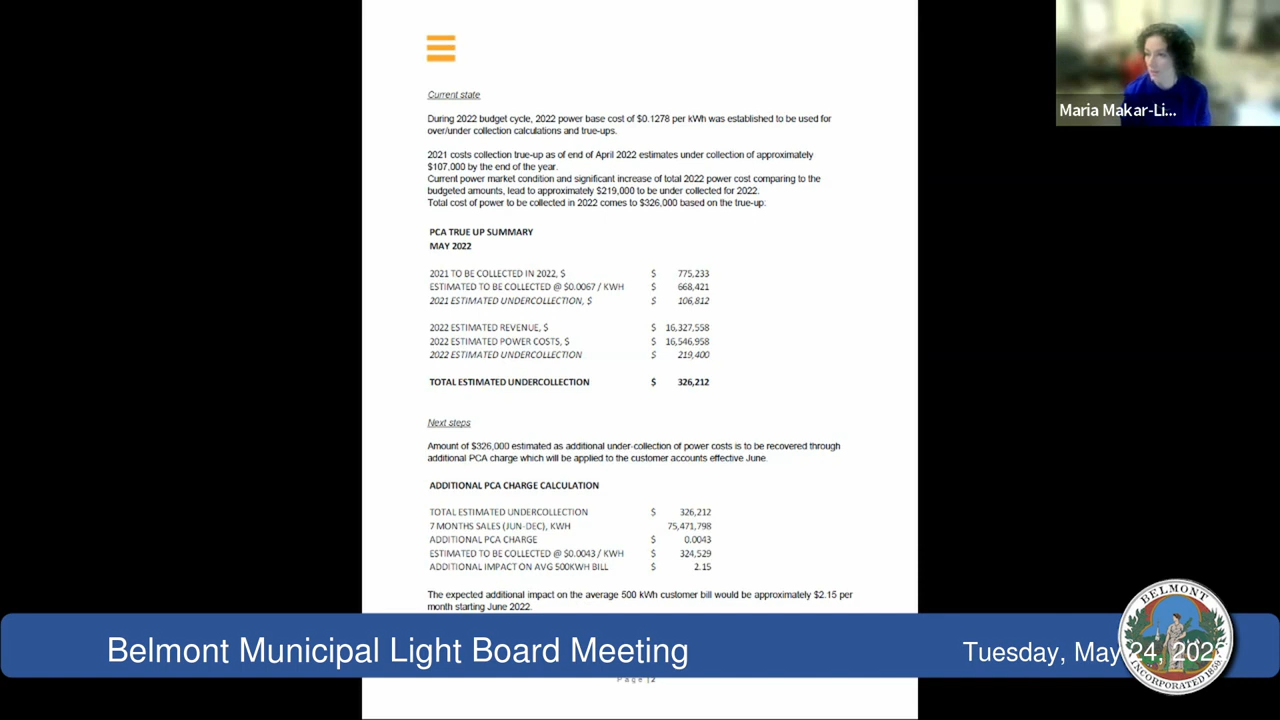 Current state
During 2022 budget cycle, 2022 power base cost of $0.1278 per kWh was established to be used for
over/under collection calculations and true-ups.
2021 costs collection true-up as of end of April 2022 estimates under collection of approximately
$107,000 by the end of the year.
Current power market condition and significant increase of total 2022 power cost comparing to the
budgeted amounts, lead to approximately $219,000 to be under collected for 2022.
Total cost of power to be collected in 2022 comes to $326,000 based on the true-up:
PCA TRUE UP SUMMARY
MAY 2022
2021 TO BE COLLECTED IN 2022, $ $ 775,233
ESTIMATED TO BE COLLECTED @ $0.0067 / KWH $ 668,421
2021 ESTIMATED UNDERCOLLECTION, $ $ 106,812
2022 ESTIMATED REVENUE, $ $ 16,327,558
2022 ESTIMATED POWER COSTS, $ $ 16,546,958
2022 ESTIMATED UNDERCOLLECTION $ 219,400
TOTAL ESTIMATED UNDERCOLLECTION $ 326,212
Next steps
Amount of $326,000 estimated as additional under-collection of power costs is to be recovered through
additional PCA charge which will be applied to the customer accounts effective June.
ADDITIONAL PCA CHARGE CALCULATION
TOTAL ESTIMATED UNDERCOLLECTION $ 326,212
7 MONTHS SALES (JUN-DEC), KWH 75,471,798
ADDITIONAL PCA CHARGE $ 0.0043
ESTIMATED TO BE COLLECTED @ $0.0043 / KWH $ 324,529
ADDITIONAL IMPACT ON AVG 500KWH BILL $ 2.15
The expected additional impact on the average 500 kWh customer bill would be approximately $2.15 per
month starting June 2022.
Page | 2
Maria Makar-Li...
Belmont Municipal Light Board Meeting
Tuesday, May 24, 202
BELMONT
INCORPORATED 1859